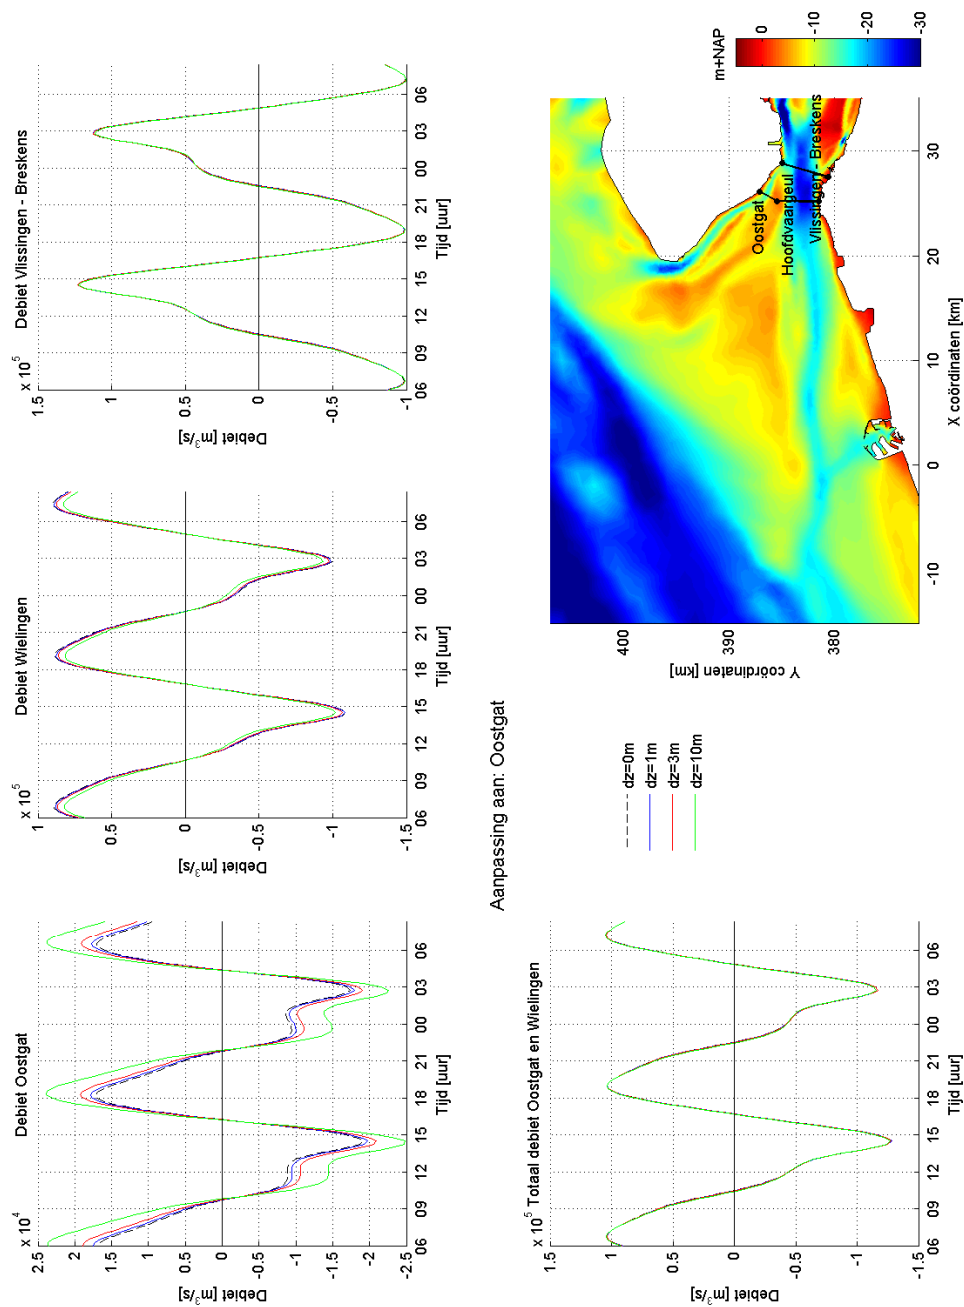 Debiet Oostgat
x 10^4
2.5
2
1.5
1
0.5
0
-0.5
-1
-1.5
-2
-2.5
Debiet [m^3/s]
06 09 12 15 18 21 00 03 06
Tijd [uur]
Debiet Wielingen
x 10^5
1
0.5
0
-0.5
-1
-1.5
Debiet [m^3/s]
06 09 12 15 18 21 00 03 06
Tijd [uur]
Debiet Vlissingen - Breskens
x 10^5
1.5
1
0.5
0
-0.5
-1
Debiet [m^3/s]
06 09 12 15 18 21 00 03 06
Tijd [uur]
Aanpassing aan: Oostgat
x 10^5 Totaal debiet Oostgat en Wielingen
1.5
1
0.5
0
-0.5
-1
-1.5
Debiet [m^3/s]
06 09 12 15 18 21 00 03 06
Tijd [uur]
dz=0m
dz=1m
dz=3m
dz=10m
400
390
380
Y coördinaten [km]
-10 0 10 20 30
X coördinaten [km]
Oostgat
Hoofdvaargeul
Vlissingen - Breskens
m+NAP
0
-10
-20
-30